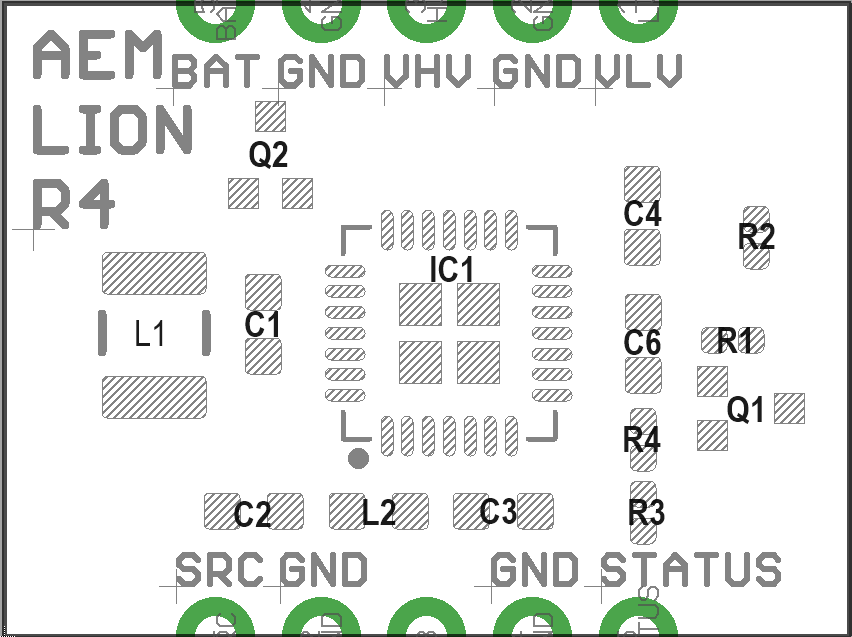 AEM
LION
R4
BAT GND VHV GND VLV
Q2
C4
R2
IC1
L1
C1
C6
R1
Q1
R4
C2
L2
C3
R3
SRC GND GND STATUS